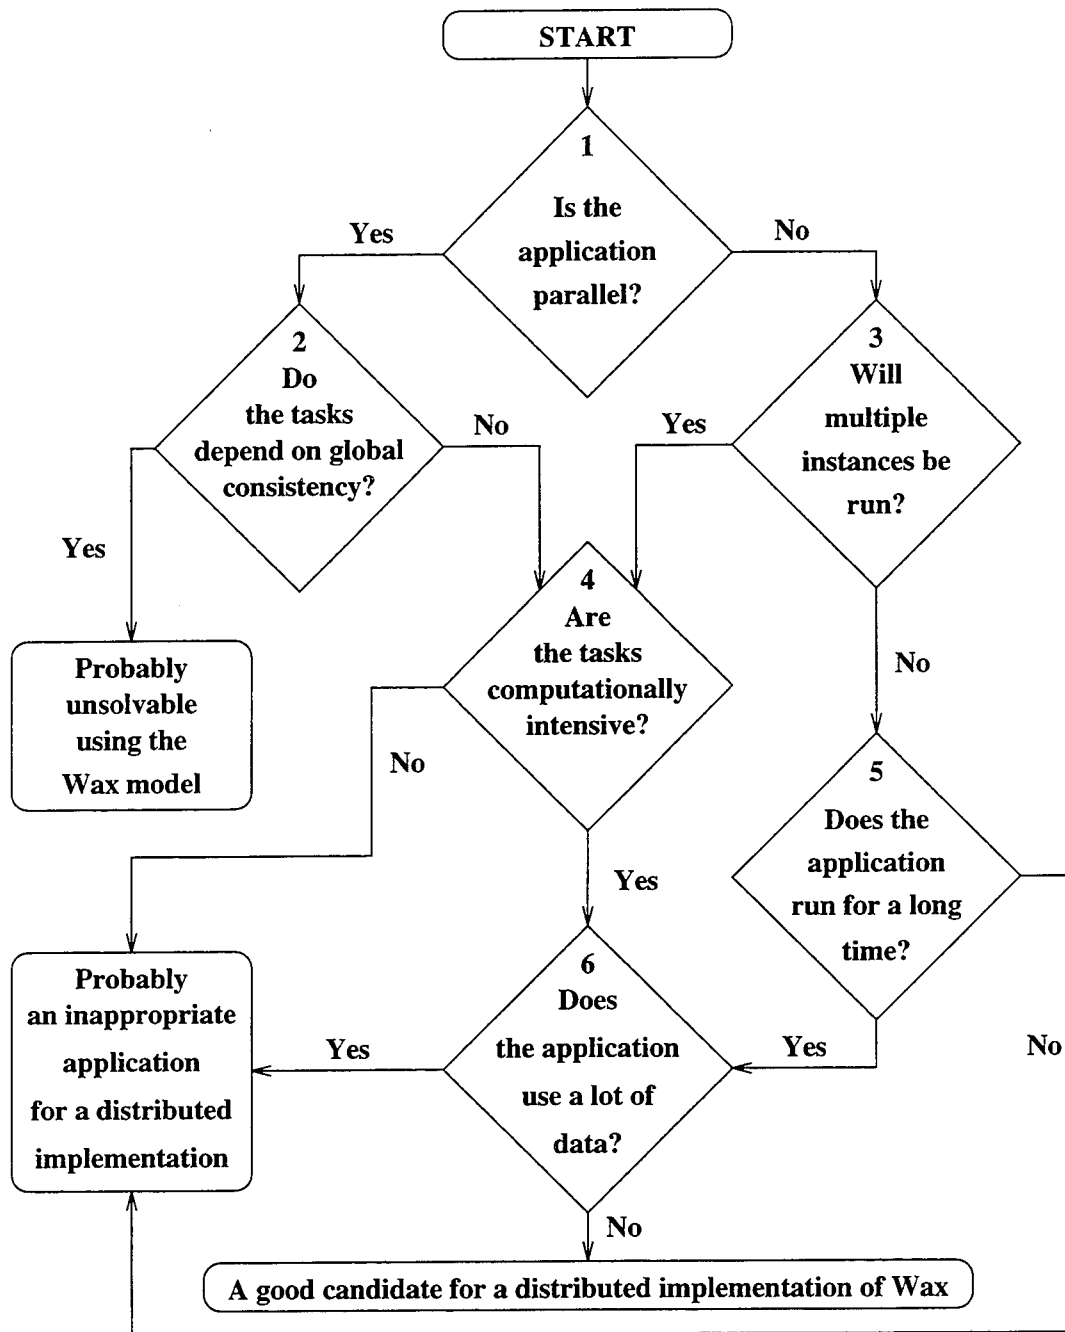 START
1
Is the
application
parallel?
Yes
No
2
Do
the tasks
depend on global
consistency?
3
Will
multiple
instances be
run?
No
Yes
Yes
4
Are
the tasks
computationally
intensive?
No
Probably
unsolvable
using the
Wax model
No
5
Does the
application
run for a long
time?
Yes
Probably
an inappropriate
application
for a distributed
implementation
6
Does
the application
use a lot of
data?
Yes
Yes
No
No
A good candidate for a distributed implementation of Wax